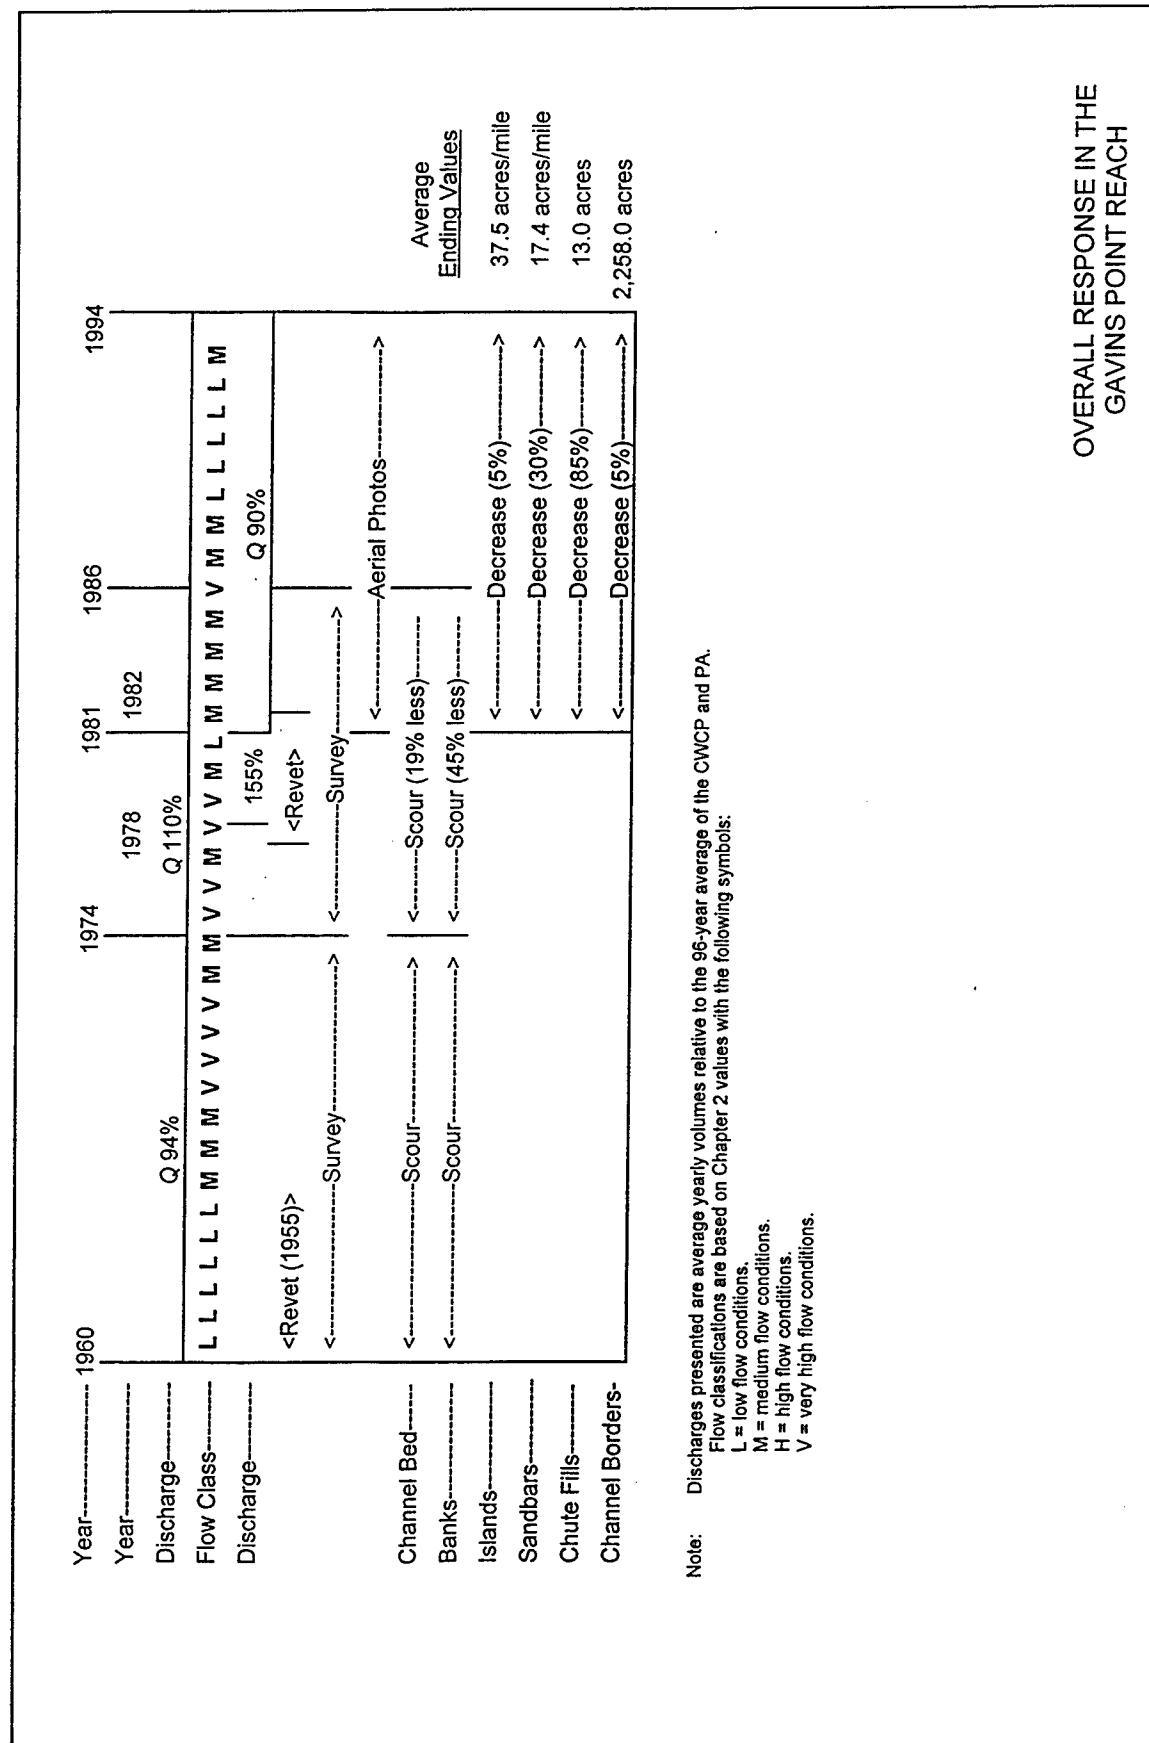 Year--------------- 1960 1974 1981 1986 1994
Year----------- 1978 1982
Discharge---------- Q 94% Q 110%
Flow Class--------- L L L L L L M M M V V V V M M V V M V V M L M M M M V M M L L L L L M
Discharge---------- 155% Q 90%
<Revet (1955)> <Revet>
<--------------Survey--------------> <--------------Survey-------------->
<----------Aerial Photos---------->
Average
Ending Values
Channel Bed------ <--------------Scour--------------> <------Scour (19% less)------
Banks------------ <--------------Scour--------------> <------Scour (45% less)------
Islands----------- <----------Decrease (5%)----------> 37.5 acres/mile
Sandbars---------- <----------Decrease (30%)----------> 17.4 acres/mile
Chute Fills-------- <----------Decrease (85%)----------> 13.0 acres
Channel Borders- <----------Decrease (5%)----------> 2,258.0 acres
Note: Discharges presented are average yearly volumes relative to the 96-year average of the CWCP and PA.
Flow classifications are based on Chapter 2 values with the following symbols:
L = low flow conditions.
M = medium flow conditions.
H = high flow conditions.
V = very high flow conditions.
OVERALL RESPONSE IN THE
GAVINS POINT REACH